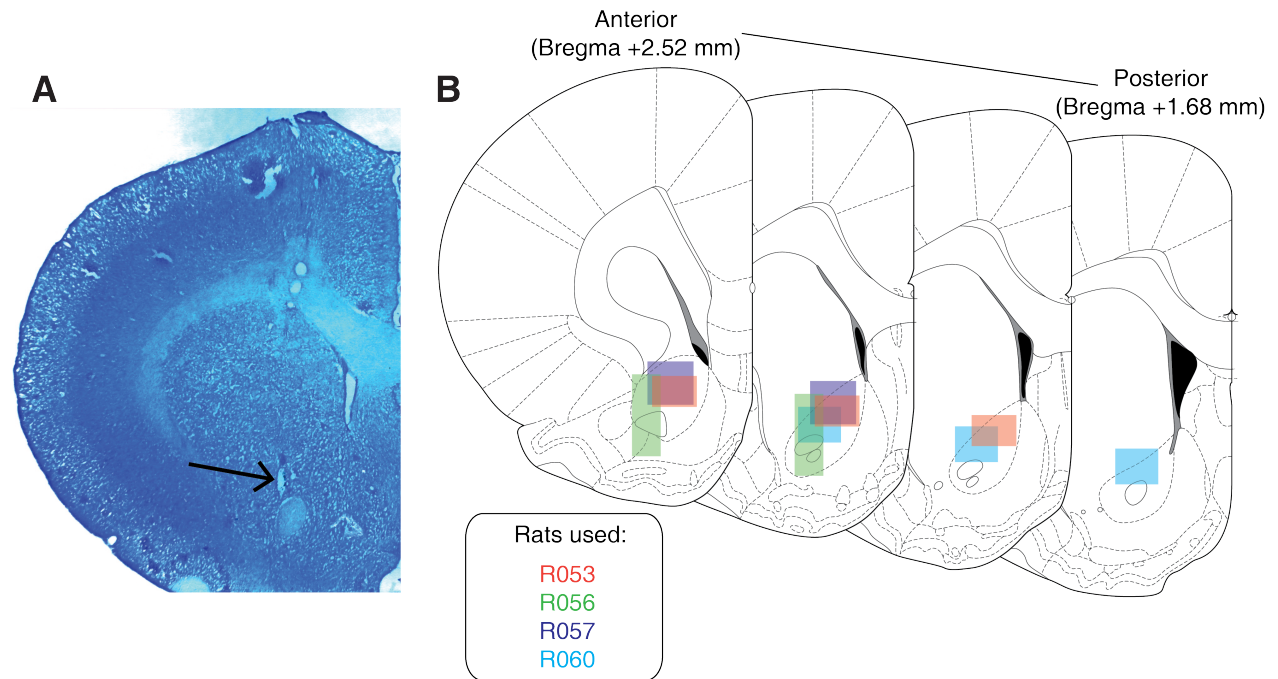 A
B
Anterior
(Bregma +2.52 mm)
Posterior
(Bregma +1.68 mm)
Rats used:
R053
R056
R057
R060